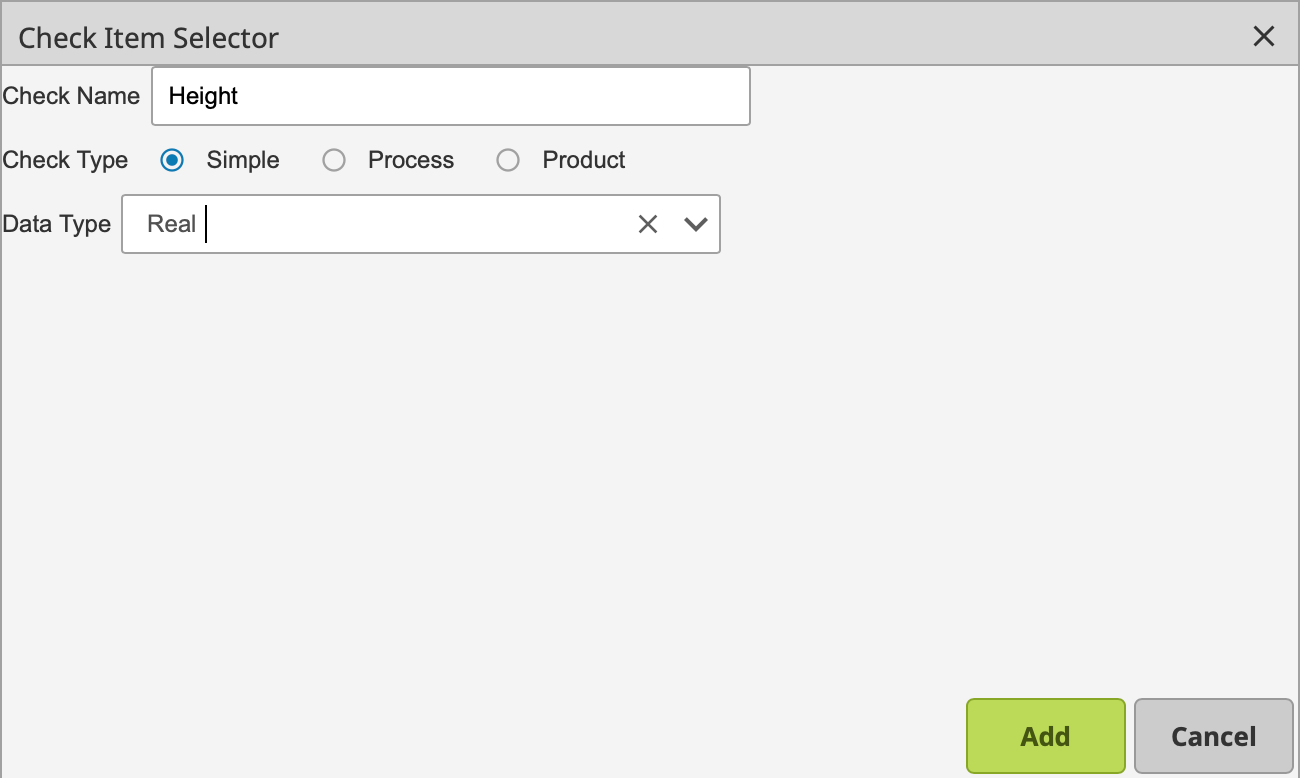 Check Item Selector
Check Name Height
Check Type Simple Process Product
Data Type Real
Add Cancel